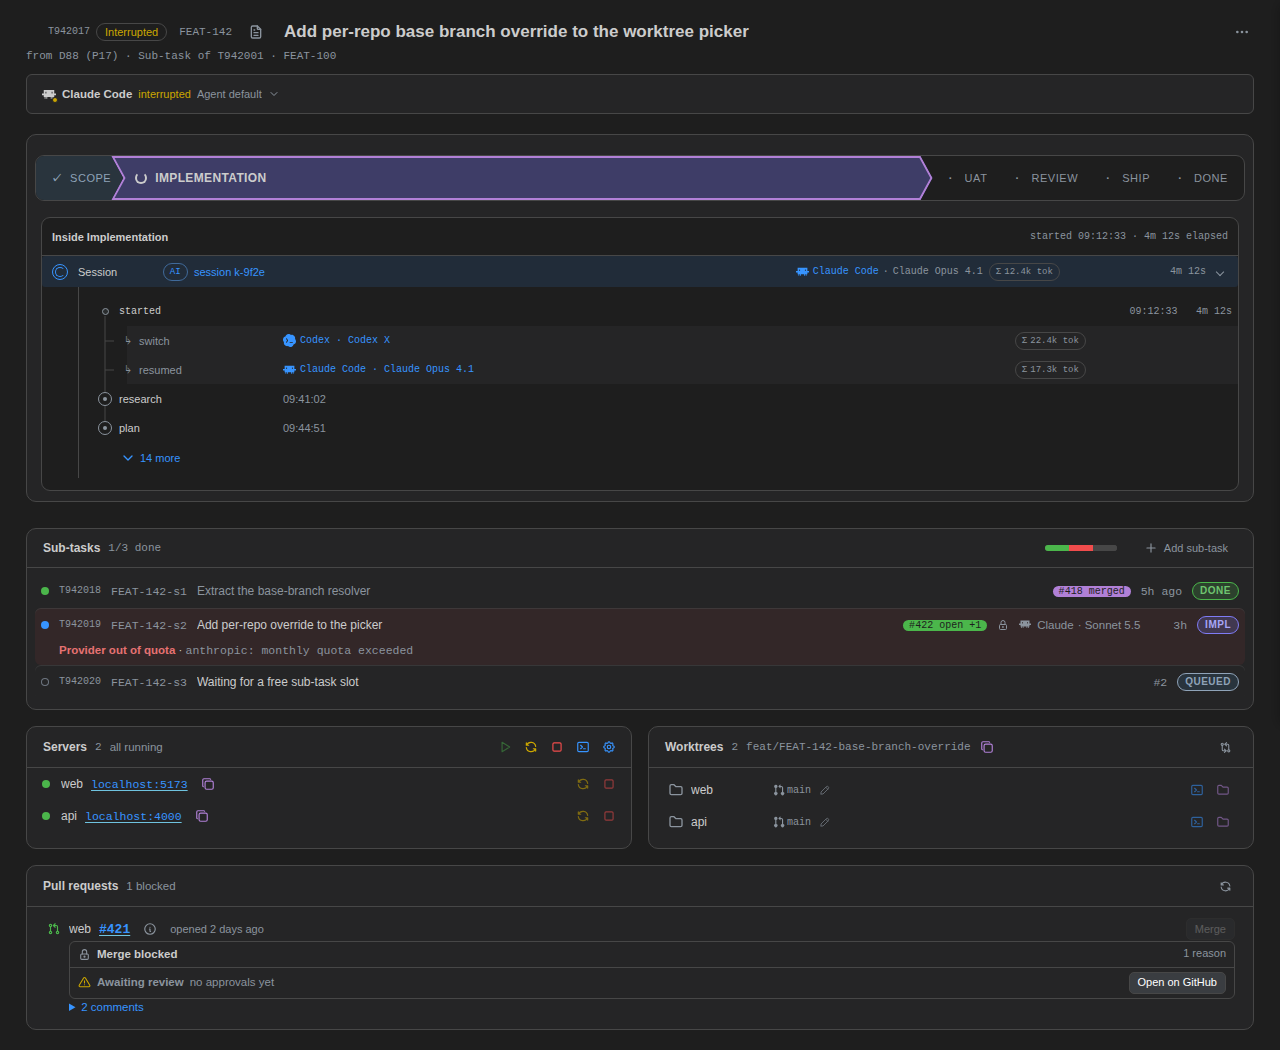 T942017 Interrupted FEAT-142 Add per-repo base branch override to the worktree picker
from D88 (P17) · Sub-task of T942001 · FEAT-100
Claude Code interrupted Agent default
SCOPE IMPLEMENTATION · UAT · REVIEW · SHIP · DONE
Inside Implementation started 09:12:33 · 4m 12s elapsed
Session AI session k-9f2e Claude Code · Claude Opus 4.1 Σ 12.4k tok 4m 12s
started 09:12:33 4m 12s
↳ switch Codex · Codex X Σ 22.4k tok
↳ resumed Claude Code · Claude Opus 4.1 Σ 17.3k tok
research 09:41:02
plan 09:44:51
14 more
Sub-tasks 1/3 done Add sub-task
T942018 FEAT-142-s1 Extract the base-branch resolver #418 merged 5h ago DONE
T942019 FEAT-142-s2 Add per-repo override to the picker #422 open +1 Claude · Sonnet 5.5 3h IMPL
Provider out of quota · anthropic: monthly quota exceeded
T942020 FEAT-142-s3 Waiting for a free sub-task slot #2 QUEUED
Servers 2 all running
web localhost:5173
api localhost:4000
Worktrees 2 feat/FEAT-142-base-branch-override
web main
api main
Pull requests 1 blocked
web #421 opened 2 days ago Merge
Merge blocked 1 reason
Awaiting review no approvals yet Open on GitHub
2 comments